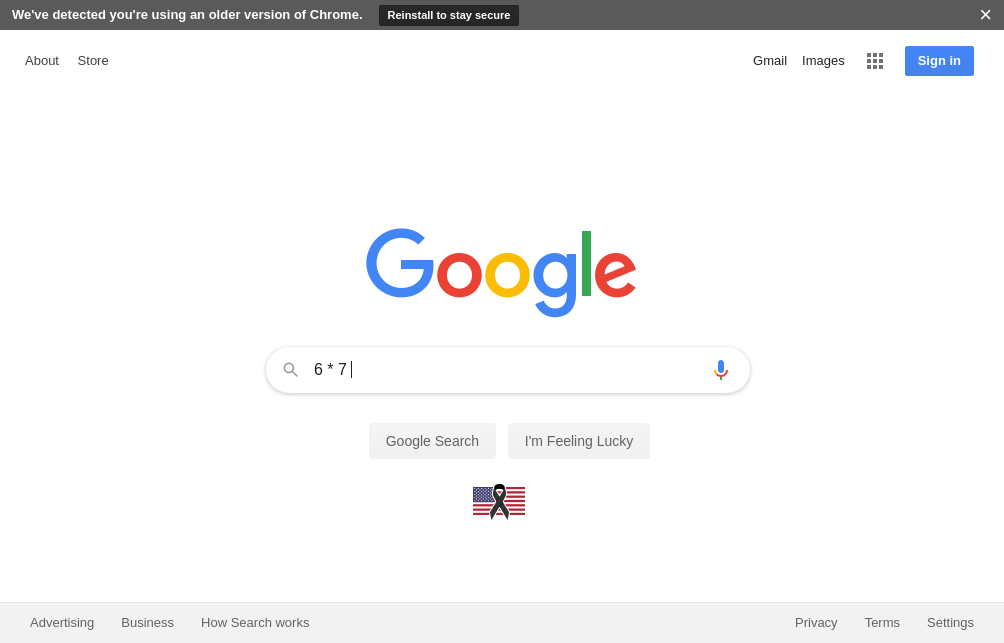 We've detected you're using an older version of Chrome. Reinstall to stay secure
About Store Gmail Images Sign in
Google
6 * 7
Google Search I'm Feeling Lucky
Advertising Business How Search works Privacy Terms Settings